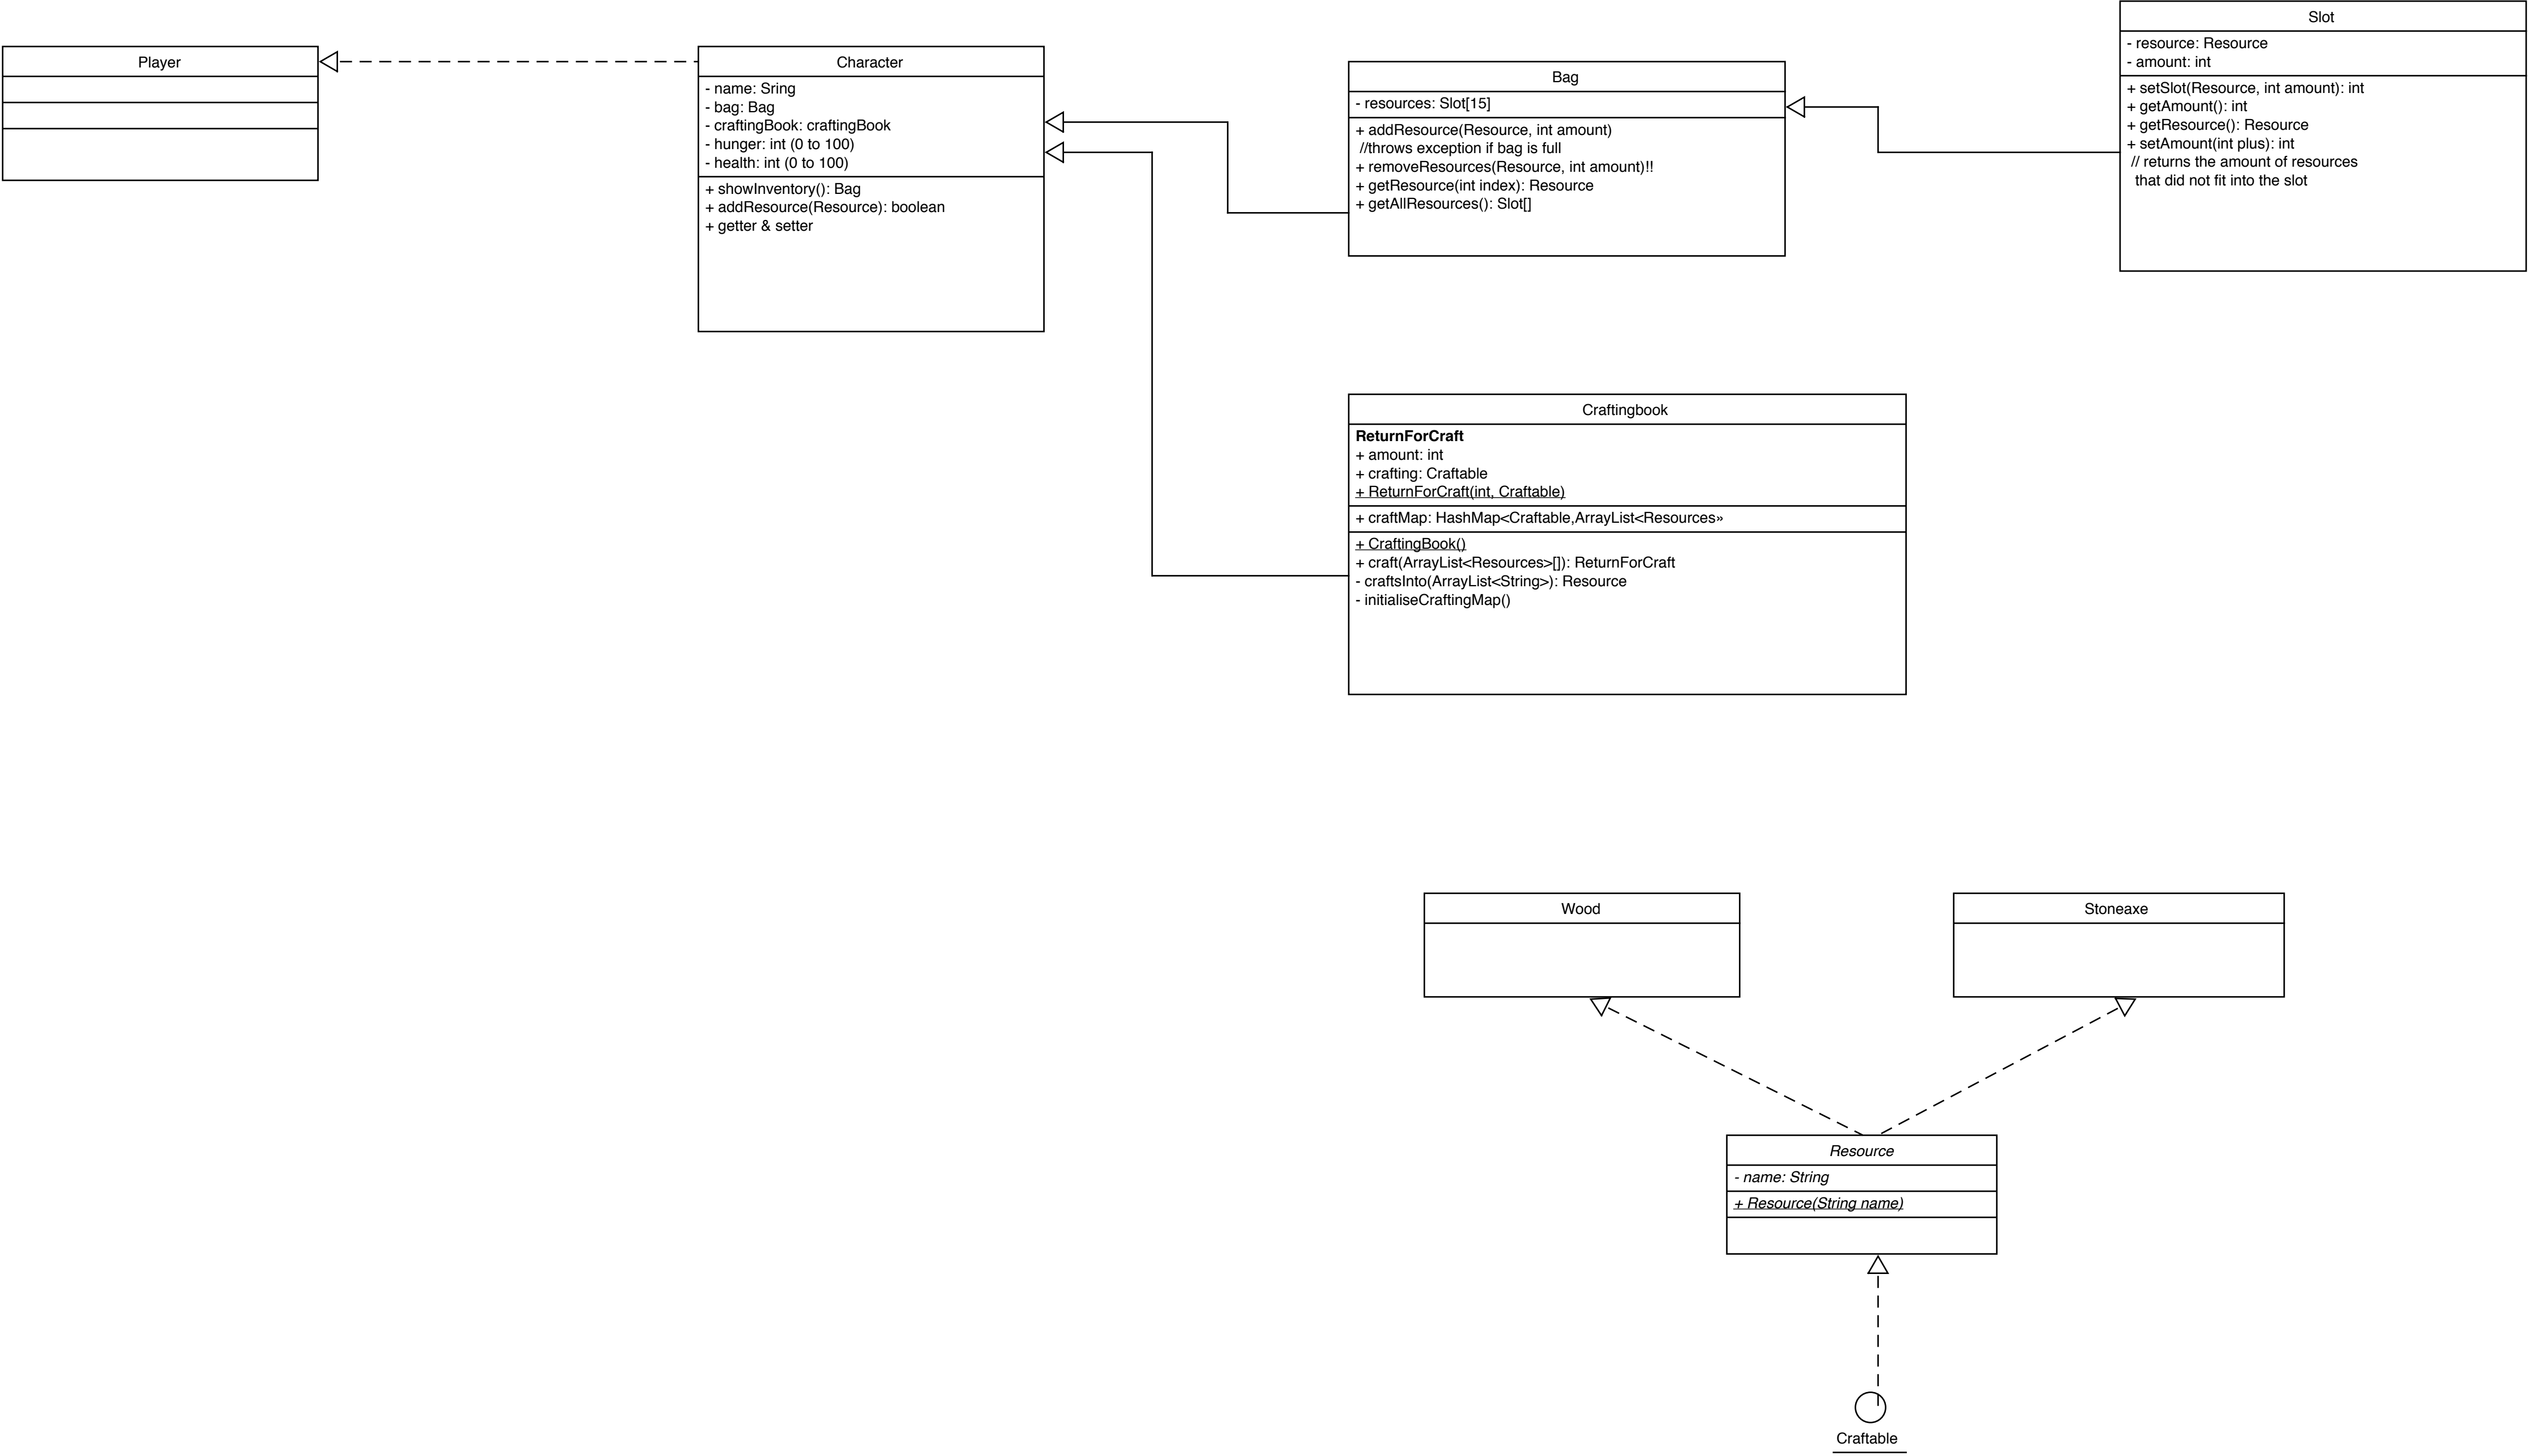 Player
Character
- name: Sring
- bag: Bag
- craftingBook: craftingBook
- hunger: int (0 to 100)
- health: int (0 to 100)
+ showInventory(): Bag
+ addResource(Resource): boolean
+ getter & setter
Bag
- resources: Slot[15]
+ addResource(Resource, int amount)
//throws exception if bag is full
+ removeResources(Resource, int amount)!!
+ getResource(int index): Resource
+ getAllResources(): Slot[]
Slot
- resource: Resource
- amount: int
+ setSlot(Resource, int amount): int
+ getAmount(): int
+ getResource(): Resource
+ setAmount(int plus): int
// returns the amount of resources
that did not fit into the slot
Craftingbook
ReturnForCraft
+ amount: int
+ crafting: Craftable
+ ReturnForCraft(int, Craftable)
+ craftMap: HashMap<Craftable,ArrayList<Resources»
+ CraftingBook()
+ craft(ArrayList<Resources>[]): ReturnForCraft
- craftsInto(ArrayList<String>): Resource
- initialiseCraftingMap()
Wood
Stoneaxe
Resource
- name: String
+ Resource(String name)
Craftable